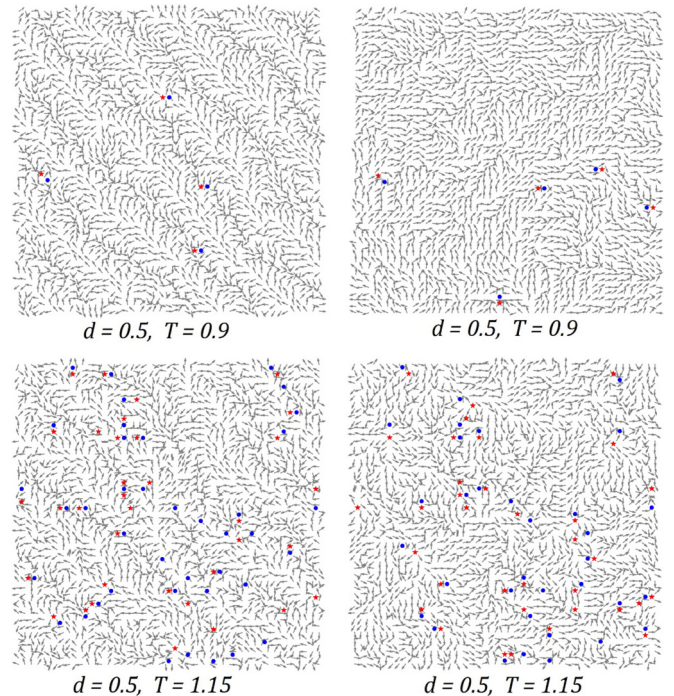 d = 0.5, T = 0.9
d = 0.5, T = 0.9
d = 0.5, T = 1.15
d = 0.5, T = 1.15